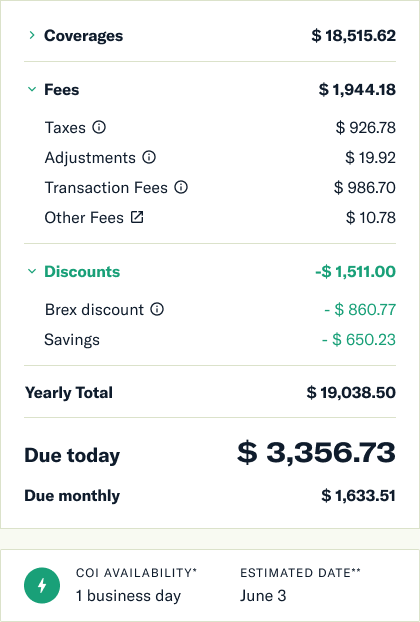 Coverages $ 18,515.62
Fees $ 1,944.18
Taxes $ 926.78
Adjustments $ 19.92
Transaction Fees $ 986.70
Other Fees $ 10.78
Discounts -$ 1,511.00
Brex discount - $ 860.77
Savings - $ 650.23
Yearly Total $ 19,038.50
Due today $ 3,356.73
Due monthly $ 1,633.51
COI AVAILABILITY* ESTIMATED DATE**
1 business day June 3